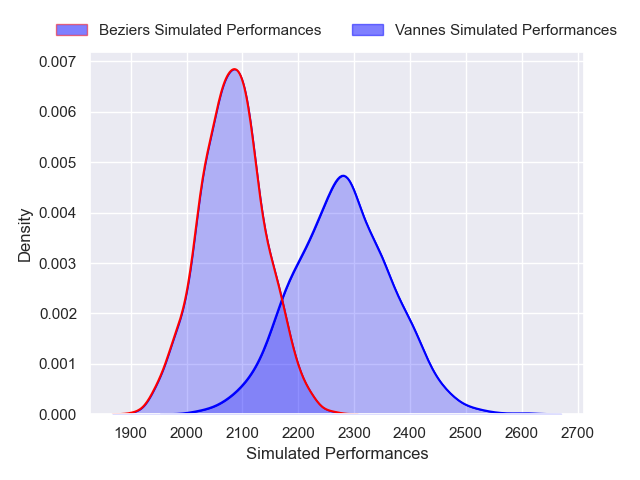 Beziers Simulated Performances
Vannes Simulated Performances
0.007
0.006
0.005
0.004
0.003
0.002
0.001
0.000
Density
1900 2000 2100 2200 2300 2400 2500 2600 2700
Simulated Performances